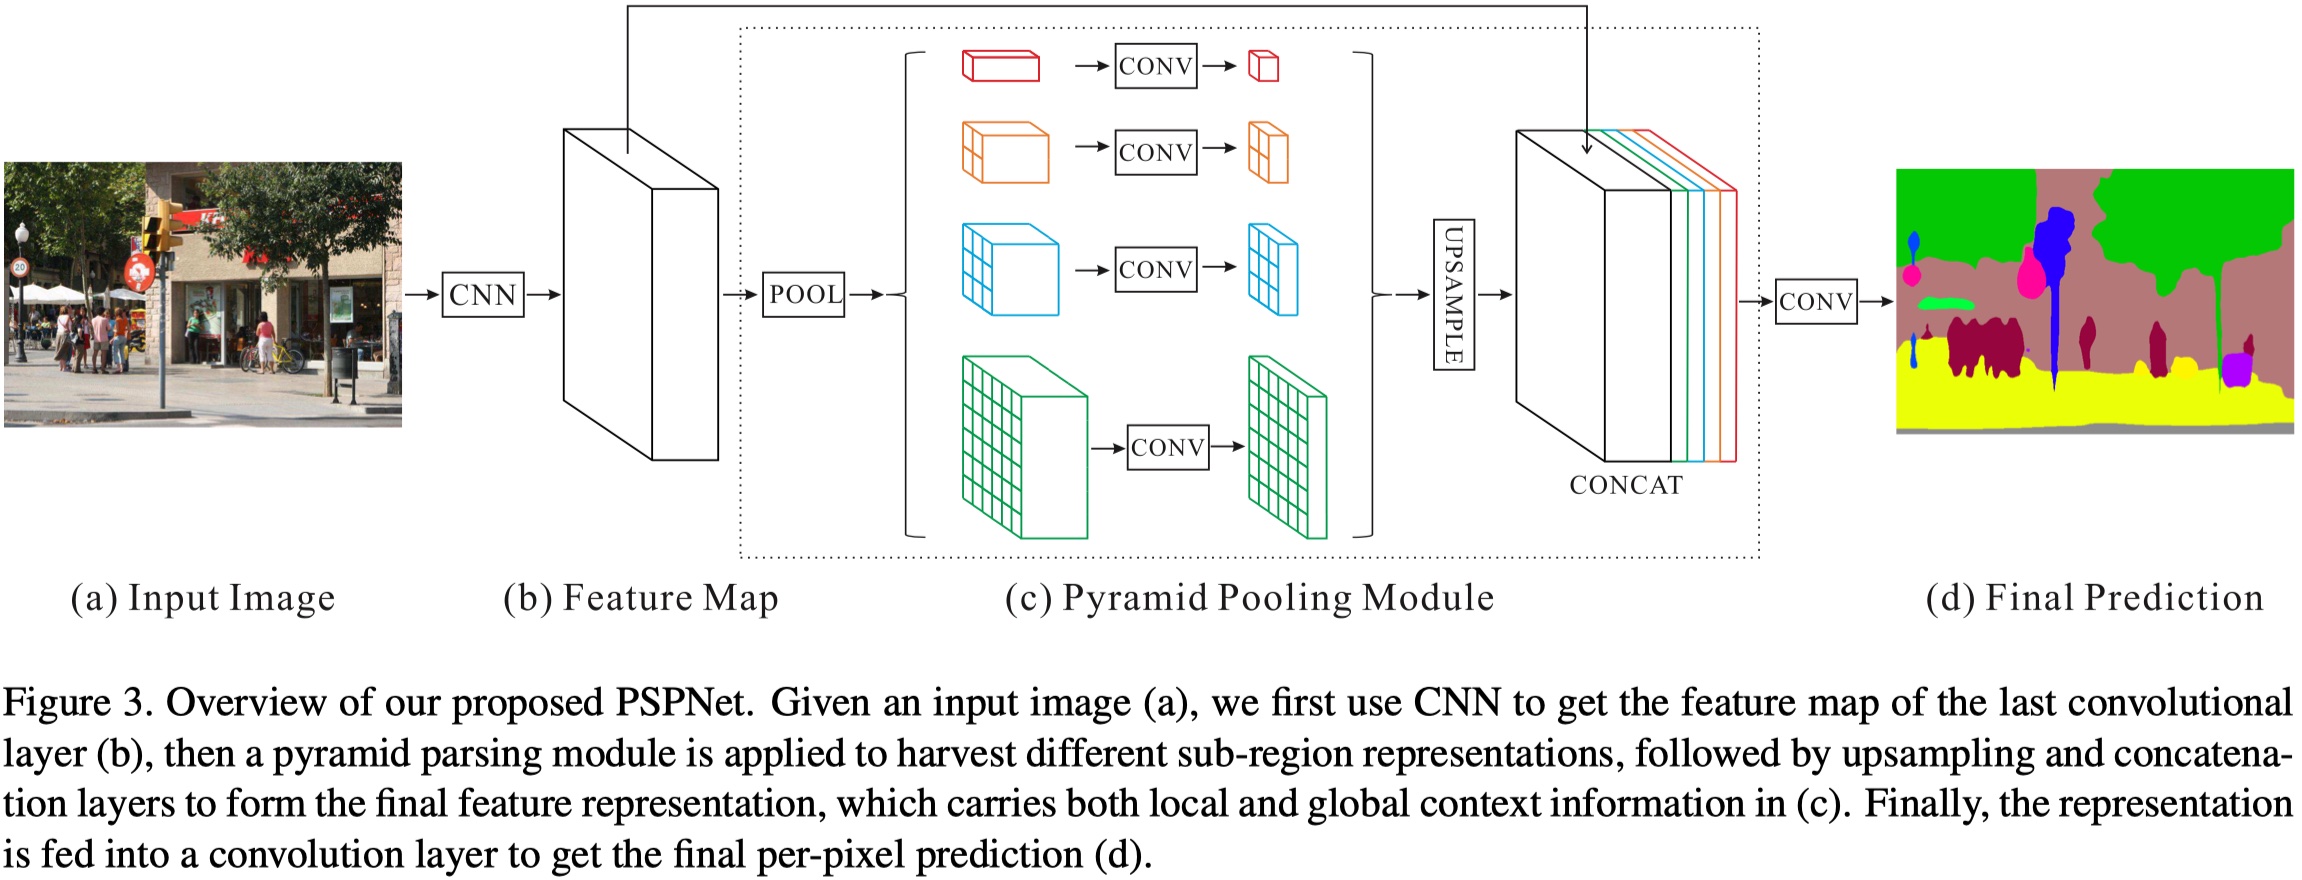 CONV
CONV
CONV
CONV
CNN
POOL
UPSAMPLE
CONCAT
CONV
20
(a) Input Image
(b) Feature Map
(c) Pyramid Pooling Module
(d) Final Prediction
Figure 3. Overview of our proposed PSPNet. Given an input image (a), we first use CNN to get the feature map of the last convolutional
layer (b), then a pyramid parsing module is applied to harvest different sub-region representations, followed by upsampling and concatena-
tion layers to form the final feature representation, which carries both local and global context information in (c). Finally, the representation
is fed into a convolution layer to get the final per-pixel prediction (d).